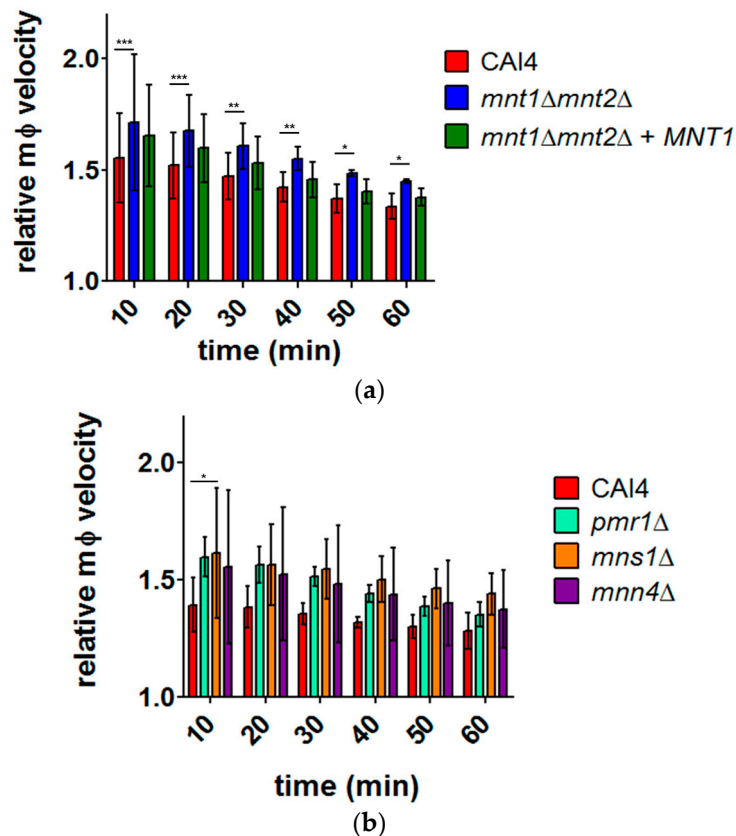 relative mϕ velocity
2.0
1.5
1.0
*** *** ** ** * *
10 20 30 40 50 60
time (min)
CAI4
mnt1Δmnt2Δ
mnt1Δmnt2Δ + MNT1
(a)
relative mϕ velocity
2.0
1.5
1.0
*
10 20 30 40 50 60
time (min)
CAI4
pmr1Δ
mns1Δ
mnn4Δ
(b)